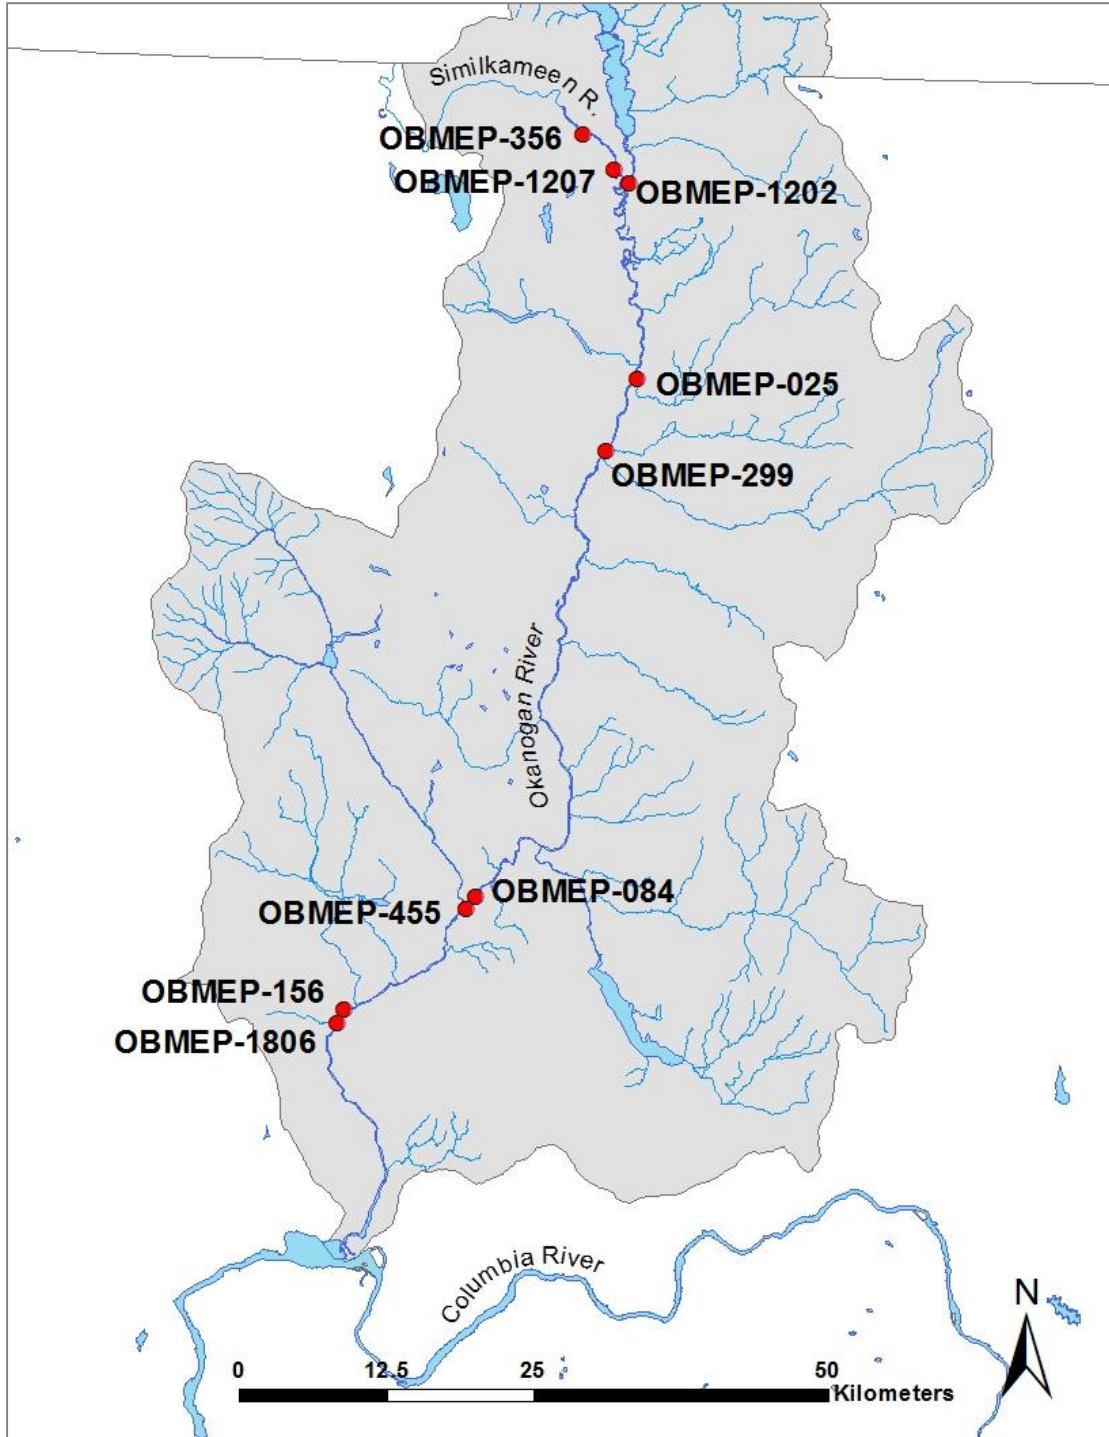 Similkameen R.
OBMEP-356
OBMEP-1207
OBMEP-1202
OBMEP-025
OBMEP-299
Okanogan River
OBMEP-084
OBMEP-455
OBMEP-156
OBMEP-1806
Columbia River
N
0 12.5 25 50
Kilometers